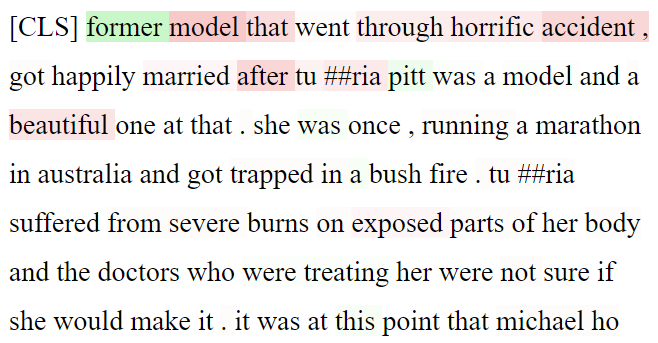 [CLS] former model that went through horrific accident ,
got happily married after tu ##ria pitt was a model and a
beautiful one at that . she was once , running a marathon
in australia and got trapped in a bush fire . tu ##ria
suffered from severe burns on exposed parts of her body
and the doctors who were treating her were not sure if
she would make it . it was at this point that michael ho